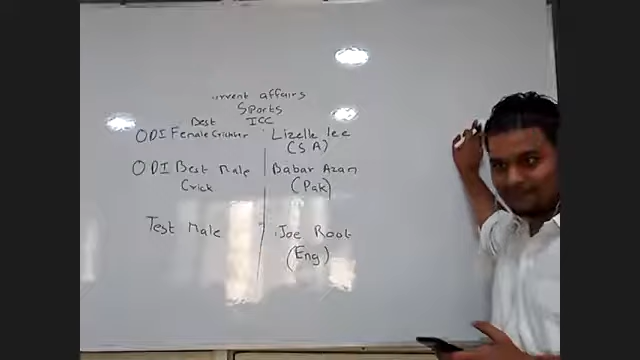 urrent affairs
Sports
Best ICC
ODI Female Crickter : Lizelle lee
(S A)
ODI Best Male Babar Azam
Crick (Pak)
Test Male : Joe Root
(Eng)